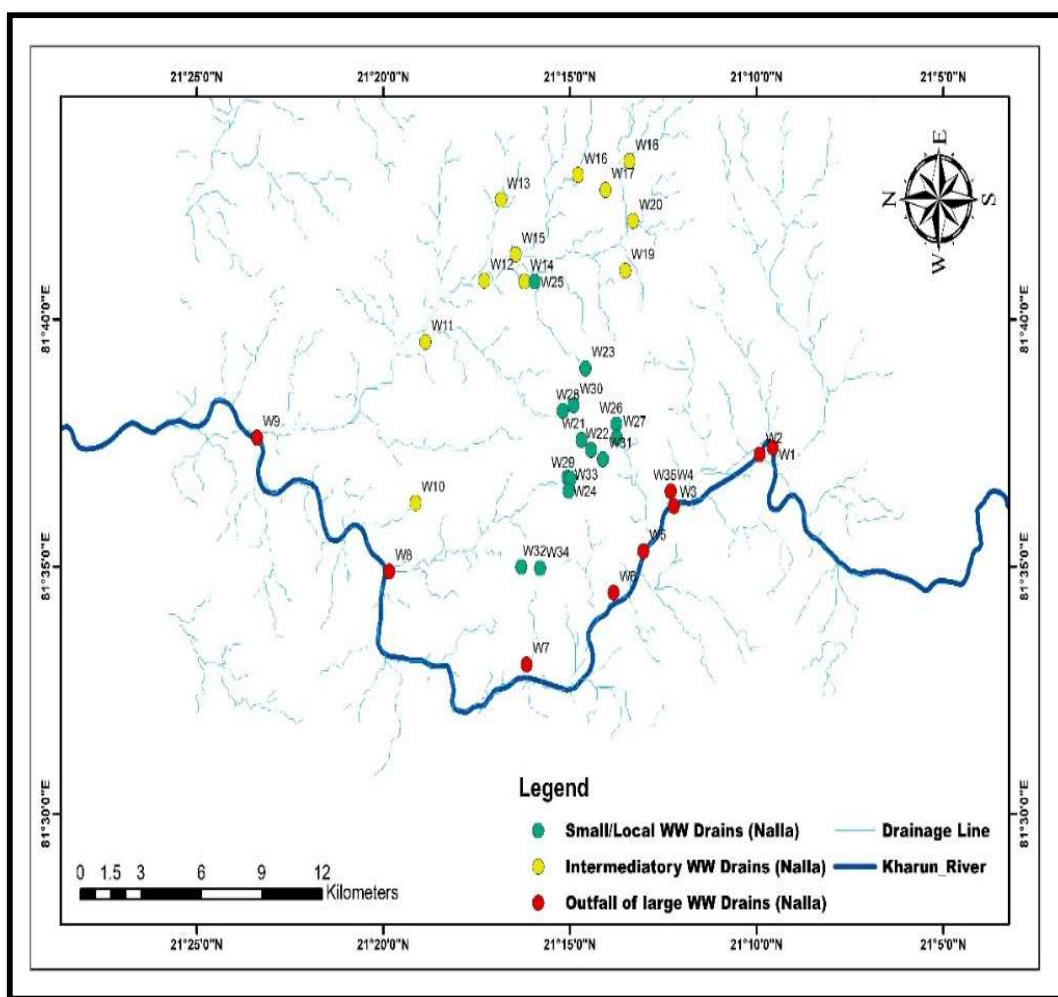 21°25'0"N 21°20'0"N 21°15'0"N 21°10'0"N 21°5'0"N
E
N S
W
W18
W16
W17
W13
W20
W15
W19
W12 W14
W25
81°40'0"E 81°40'0"E
W11
W23
W30
W28
W26
W27
W21
W22
W31
W9
W2
W1
W29
W33
W35W4
W24
W3
W10
W5
W32 W34
W8
81°35'0"E 81°35'0"E
W6
W7
Legend
81°30'0"E 81°30'0"E
Small/Local WW Drains (Nalla) Drainage Line
Intermediatory WW Drains (Nalla) Kharun_River
Outfall of large WW Drains (Nalla)
0 1.5 3 6 9 12
Kilometers
21°25'0"N 21°20'0"N 21°15'0"N 21°10'0"N 21°5'0"N